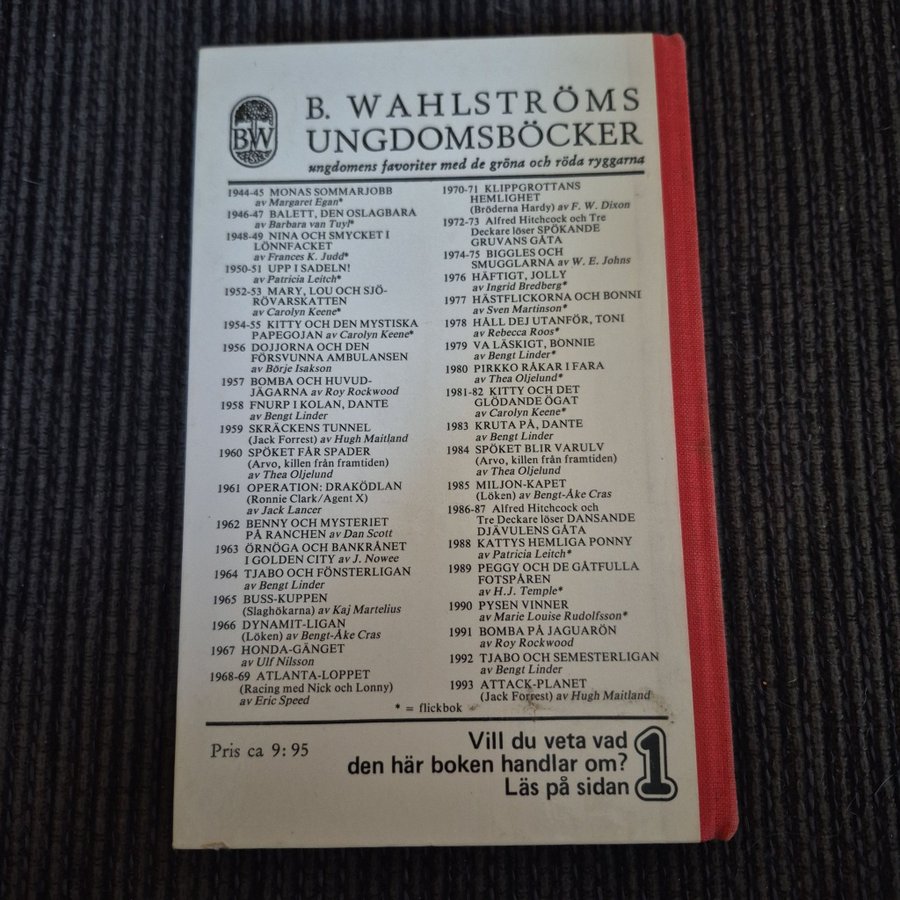 BW
B. WAHLSTRÖMS
UNGDOMSBÖCKER
ungdomens favoriter med de gröna och röda ryggarna
1944-45 MONAS SOMMARJOBB
av Margaret Egan*
1946-47 BALETT, DEN OSLAGBARA
av Barbara van Tuyl*
1948-49 NINA OCH SMYCKET I
LÖNNFACKET
av Frances K. Judd*
1950-51 UPP I SADELN!
av Patricia Leitch*
1952-53 MARY, LOU OCH SJÖ-
RÖVARSKATTEN
av Carolyn Keene*
1954-55 KITTY OCH DEN MYSTISKA
PAPEGOJAN av Carolyn Keene*
1956 DOJJORNA OCH DEN
FÖRSVUNNA AMBULANSEN
av Börje Isakson
1957 BOMBA OCH HUVUD-
JÄGARNA av Roy Rockwood
1958 FNURP I KOLAN, DANTE
av Bengt Linder
1959 SKRÄCKENS TUNNEL
(Jack Forrest) av Hugh Maitland
1960 SPÖKET FÅR SPADER
(Arvo, killen från framtiden)
av Thea Oljelund
1961 OPERATION: DRAKÖDLAN
(Ronnie Clark/Agent X)
av Jack Lancer
1962 BENNY OCH MYSTERIET
PÅ RANCHEN av Dan Scott
1963 ÖRNÖGA OCH BANKRÅNET
I GOLDEN CITY av J. Nowee
1964 TJABO OCH FÖNSTERLIGAN
av Bengt Linder
1965 BUSS-KUPPEN
(Slaghökarna) av Kaj Martelius
1966 DYNAMIT-LIGAN
(Löken) av Bengt-Åke Cras
1967 HONDA-GÄNGET
av Ulf Nilsson
1968-69 ATLANTA-LOPPET
(Racing med Nick och Lonny)
av Eric Speed
1970-71 KLIPPGROTTANS
HEMLIGHET
(Bröderna Hardy) av F. W. Dixon
1972-73 Alfred Hitchcock och Tre
Deckare löser SPÖKANDE
GRUVANS GÅTA
1974-75 BIGGLES OCH
SMUGGLARNA av W. E. Johns
1976 HÄFTIGT, JOLLY
av Ingrid Bredberg*
1977 HÄSTFLICKORNA OCH BONNI
av Sven Martinson*
1978 HÅLL DEJ UTANFÖR, TONI
av Rebecca Roos*
1979 VA LÄSKIGT, BONNIE
av Bengt Linder*
1980 PIRKKO RÅKAR I FARA
av Thea Oljelund*
1981-82 KITTY OCH DET
GLÖDANDE ÖGAT
av Carolyn Keene*
1983 KRUTA PÅ, DANTE
av Bengt Linder
1984 SPÖKET BLIR VARULV
(Arvo, killen från framtiden)
av Thea Oljelund
1985 MILJON-KAPET
(Löken) av Bengt-Åke Cras
1986-87 Alfred Hitchcock och
Tre Deckare löser DANSANDE
DJÄVULENS GÅTA
1988 KATTYS HEMLIGA PONNY
av Patricia Leitch*
1989 PEGGY OCH DE GÅTFULLA
FOTSPÅREN
av H.J. Temple*
1990 PYSEN VINNER
av Marie Louise Rudolfsson*
1991 BOMBA PÅ JAGUARÖN
av Roy Rockwood
1992 TJABO OCH SEMESTERLIGAN
av Bengt Linder
1993 ATTACK-PLANET
(Jack Forrest) av Hugh Maitland
* = flickbok
Pris ca 9:95
Vill du veta vad
den här boken handlar om?
Läs på sidan 1